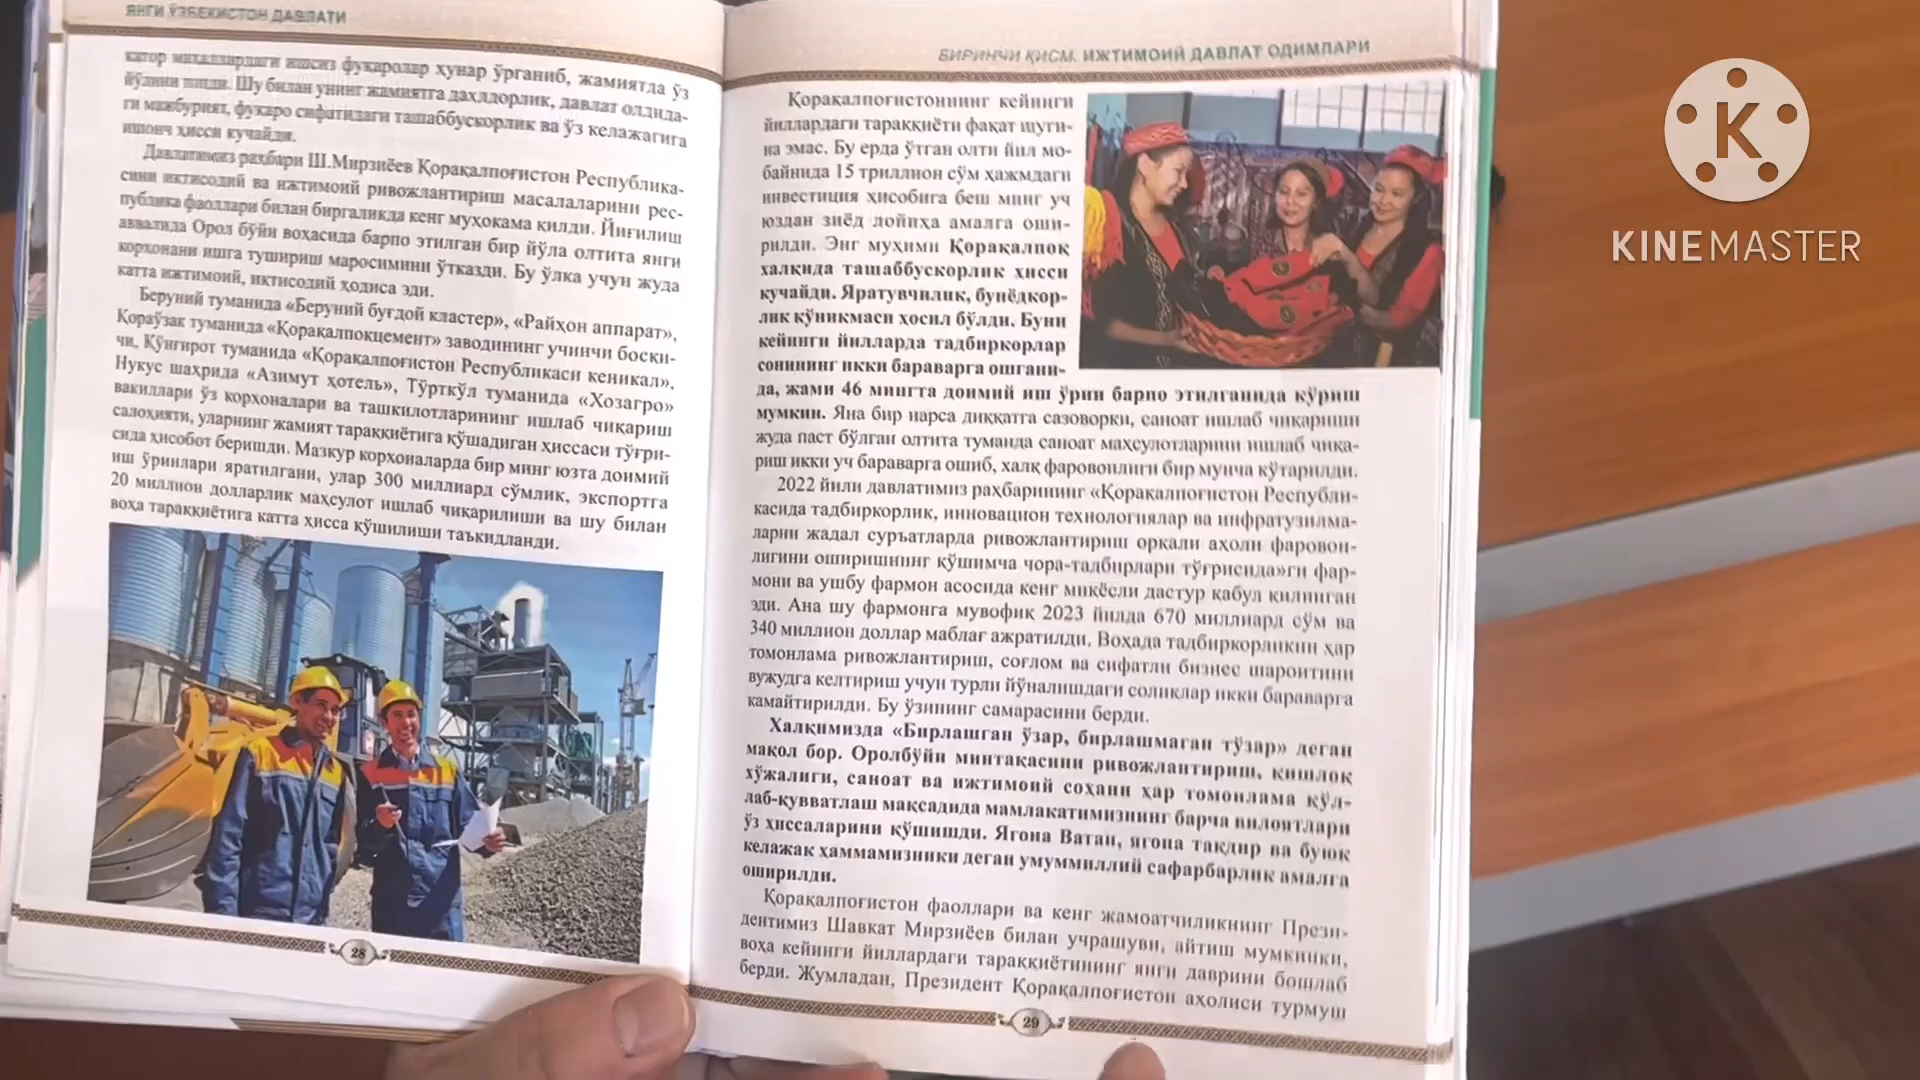 ЯНГИ ЎЗБЕКИСТОН ДАВЛАТИ
қатор маҳаллардаги ишсиз фуқаролар ҳунар ўрганиб, жамиятда ўз
йўлини топди. Шу билан унинг жамиятга дахлдорлик, давлат олдида-
ги мажбурият, фуқаро сифатидаги ташаббускорлик ва ўз келажагига
ишонч ҳисси кучайди.
Давлатимиз раҳбари Ш.Мирзиёев Қорақалпоғистон Республика-
сини иқтисодий ва ижтимоий ривожлантириш масалаларини рес-
публика фаоллари билан биргаликда кенг муҳокама қилди. Йиғилиш
аввалида Орол бўйи воҳасида барпо этилган бир йўла олтита янги
корхонани ишга тушириш маросимини ўтказди. Бу ўлка учун жуда
катта ижтимоий, иқтисодий ҳодиса эди.
Беруний туманида «Беруний буғдой кластер», «Райҳон аппарат»,
Қораўзак туманида «Қорақалпоқцемент» заводининг учинчи босқи-
чи, Қўнғирот туманида «Қорақалпоғистон Республикаси кеникал»,
Нукус шаҳрида «Азимут ҳотель», Тўрткўл туманида «Хозагро»
вакиллари ўз корхоналари ва ташкилотларининг ишлаб чиқариш
салоҳияти, уларнинг жамият тараққиётига қўшадиган ҳиссаси тўғри-
сида ҳисобот беришди. Мазкур корхоналарда бир минг юзта доимий
иш ўринлари яратилгани, улар 300 миллиард сўмлик, экспортга
20 миллион долларлик маҳсулот ишлаб чиқарилиши ва шу билан
воҳа тараққиётига катта ҳисса қўшилиши таъкидланди.
28
БИРИНЧИ ҚИСМ. ИЖТИМОИЙ ДАВЛАТ ОДИМЛАРИ
Қорақалпоғистоннинг кейинги
йиллардаги тараққиёти фақат шуги-
на эмас. Бу ерда ўтган олти йил мо-
байнида 15 триллион сўм ҳажмдаги
инвестиция ҳисобига беш минг уч
юздан зиёд лойиҳа амалга оши-
рилди. Энг муҳими Қорақалпоқ
халқида ташаббускорлик ҳисси
кучайди. Яратувчилик, бунёдкор-
лик кўникмаси ҳосил бўлди. Буни
кейинги йилларда тадбиркорлар
сонининг икки бараварга ошгани-
да, жами 46 мингта доимий иш ўрин барпо этилганида кўриш
мумкин. Яна бир нарса диққатга сазоворки, саноат ишлаб чиқариши
жуда паст бўлган олтита туманда саноат маҳсулотларини ишлаб чиқа-
риш икки уч бараварга ошиб, халқ фаровонлиги бир мунча кўтарилди.
2022 йили давлатимиз раҳбарининг «Қорақалпоғистон Республи-
касида тадбиркорлик, инновацион технологиялар ва инфратузилма-
ларни жадал суръатларда ривожлантириш орқали аҳоли фаровон-
лигини оширишнинг қўшимча чора-тадбирлари тўғрисида»ги фар-
мони ва ушбу фармон асосида кенг миқёсли дастур қабул қилинган
эди. Ана шу фармонга мувофиқ 2023 йилда 670 миллиард сўм ва
340 миллион доллар маблағ ажратилди. Воҳада тадбиркорликни ҳар
томонлама ривожлантириш, соғлом ва сифатли бизнес шароитини
вужудга келтириш учун турли йўналишдаги солиқлар икки бараварга
камайтирилди. Бу ўзининг самарасини берди.
Халқимизда «Бирлашган ўзар, бирлашмаган тўзар» деган
мақол бор. Оролбўйи минтақасини ривожлантириш, қишлоқ
хўжалиги, саноат ва ижтимоий соҳани ҳар томонлама қўл-
лаб-қувватлаш мақсадида мамлакатимизнинг барча вилоятлари
ўз ҳиссаларини қўшишди. Ягона Ватан, ягона тақдир ва буюк
келажак ҳаммамизники деган умуммиллий сафарбарлик амалга
оширилди.
Қорақалпоғистон фаоллари ва кенг жамоатчиликнинг Прези-
дентимиз Шавкат Мирзиёев билан учрашуви, айтиш мумкинки,
воҳа кейинги йиллардаги тараққиётининг янги даврини бошлаб
берди. Жумладан, Президент Қорақалпоғистон аҳолиси турмуш
29
K
KINEMASTER